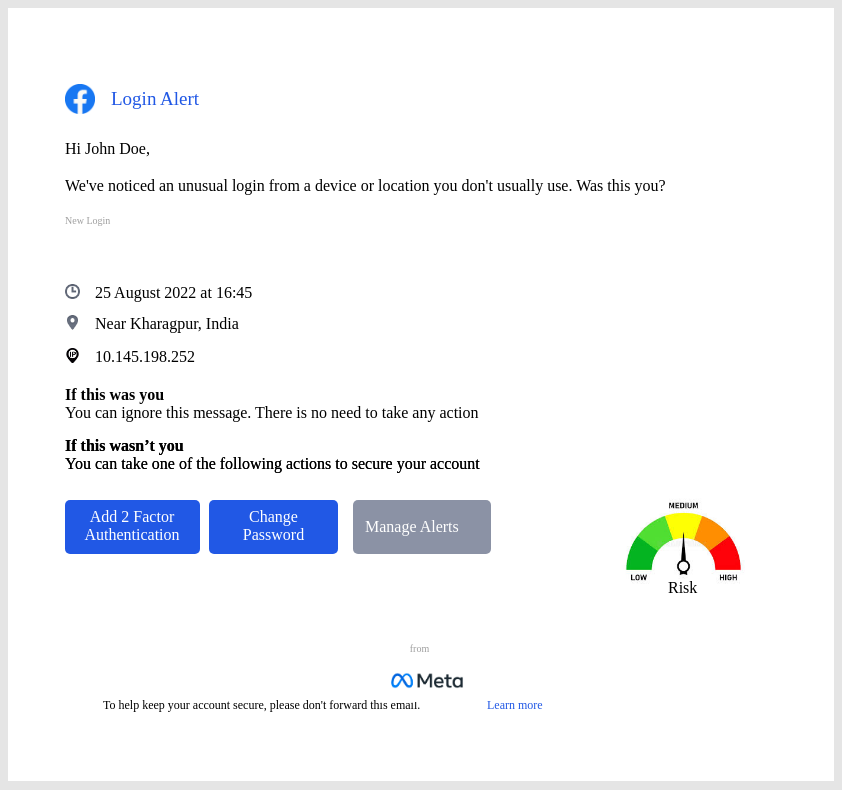 Login Alert
Hi John Doe,
We've noticed an unusual login from a device or location you don't usually use. Was this you?
New Login
25 August 2022 at 16:45
Near Kharagpur, India
IP
10.145.198.252
If this was you
You can ignore this message. There is no need to take any action
If this wasn’t you
You can take one of the following actions to secure your account
Add 2 Factor
Authentication
Change
Password
Manage Alerts
MEDIUM
LOW
HIGH
Risk
from
Meta
To help keep your account secure, please don't forward this email.
Learn more